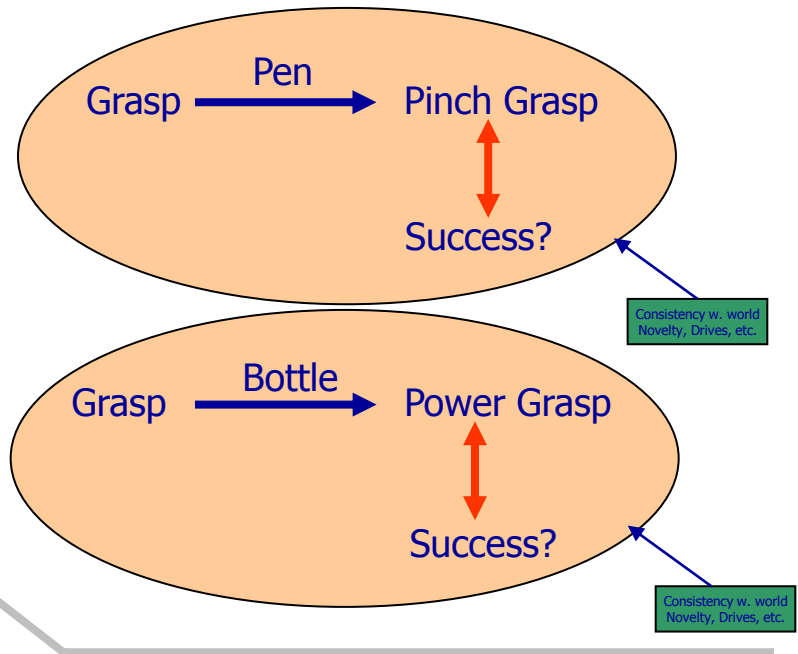 Pen
Grasp Pinch Grasp
Success?
Consistency w. world
Novelty, Drives, etc.
Bottle
Grasp Power Grasp
Success?
Consistency w. world
Novelty, Drives, etc.